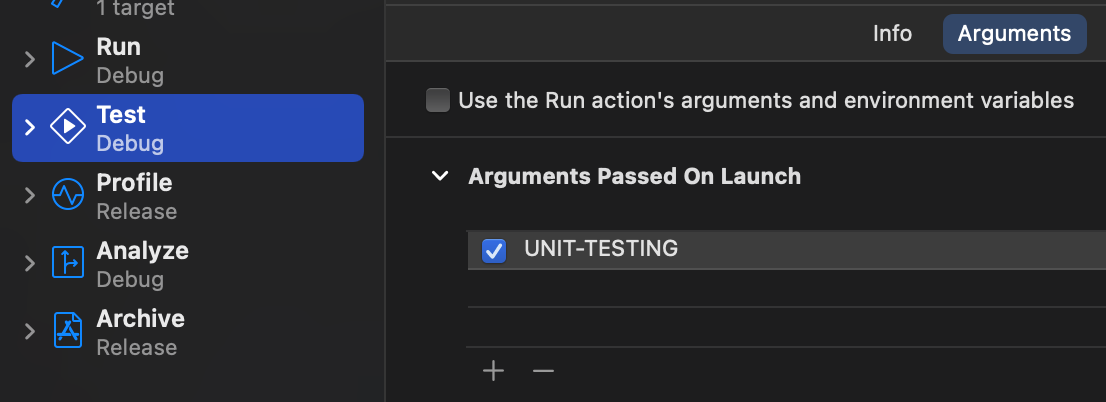 1 target
Run
Debug
Test
Debug
Profile
Release
Analyze
Debug
Archive
Release
Info
Arguments
Use the Run action's arguments and environment variables
Arguments Passed On Launch
UNIT-TESTING